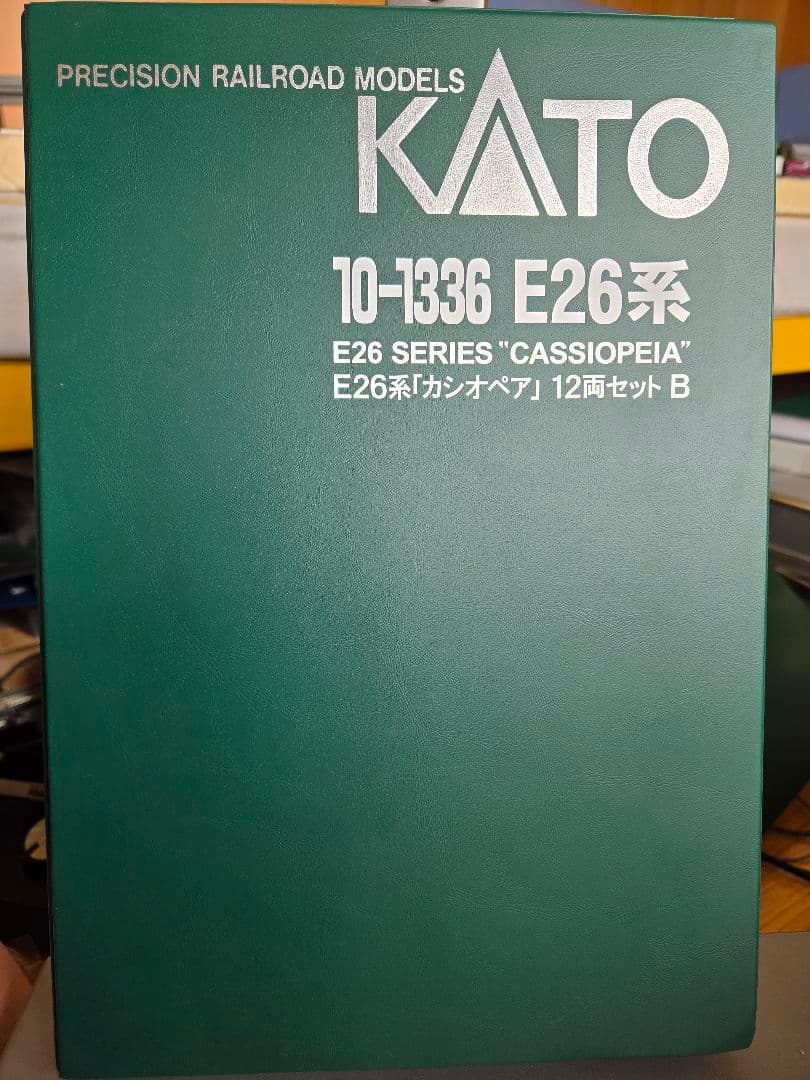 PRECISION RAILROAD MODELS
KATO
10-1336 E26系
E26 SERIES "CASSIOPEIA"
E26系「カシオペア」 12両セット B